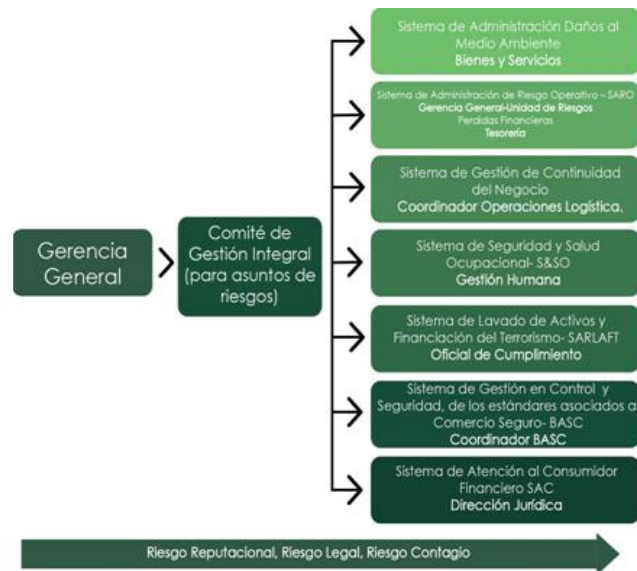 Gerencia
General
Comité de
Gestión Integral
(para asuntos de
riesgos)
Sistema de Administración Daños al
Medio Ambiente
Bienes y Servicios
Sistema de Administración de Riesgo Operativo – SARO
Gerencia General-Unidad de Riesgos
Perdidas Financieras
Tesorería
Sistema de Gestión de Continuidad
del Negocio
Coordinador Operaciones Logística.
Sistema de Seguridad y Salud
Ocupacional- S&SO
Gestión Humana
Sistema de Lavado de Activos y
Financiación del Terrorismo- SARLAFT
Oficial de Cumplimiento
Sistema de Gestión en Control y
Seguridad, de los estándares asociados a
Comercio Seguro- BASC
Coordinador BASC
Sistema de Atención al Consumidor
Financiero SAC
Dirección Jurídica
Riesgo Reputacional, Riesgo Legal, Riesgo Contagio